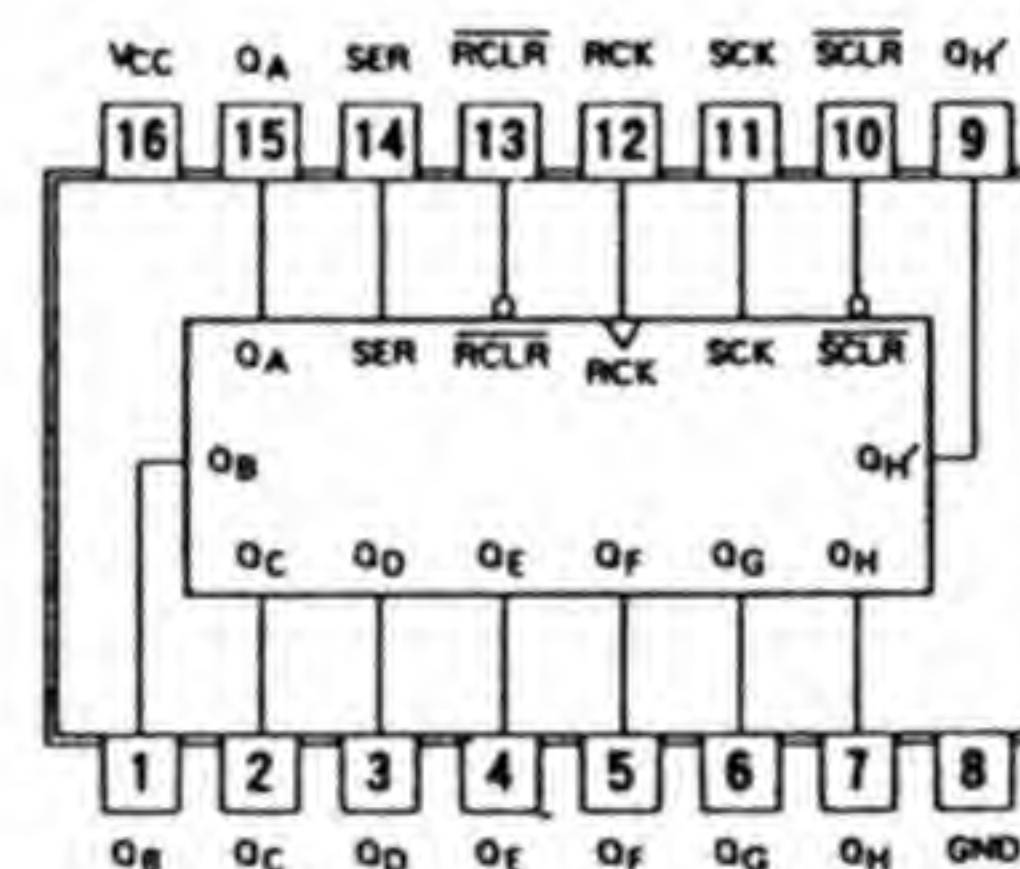 VCC QA SER RCLR RCK SCK SCLR QH'
16 15 14 13 12 11 10 9
QA SER RCLR RCK SCK SCLR
QB QH'
QC QD QE QF QG QH
1 2 3 4 5 6 7 8
QB QC QD QE QF QG QH GND